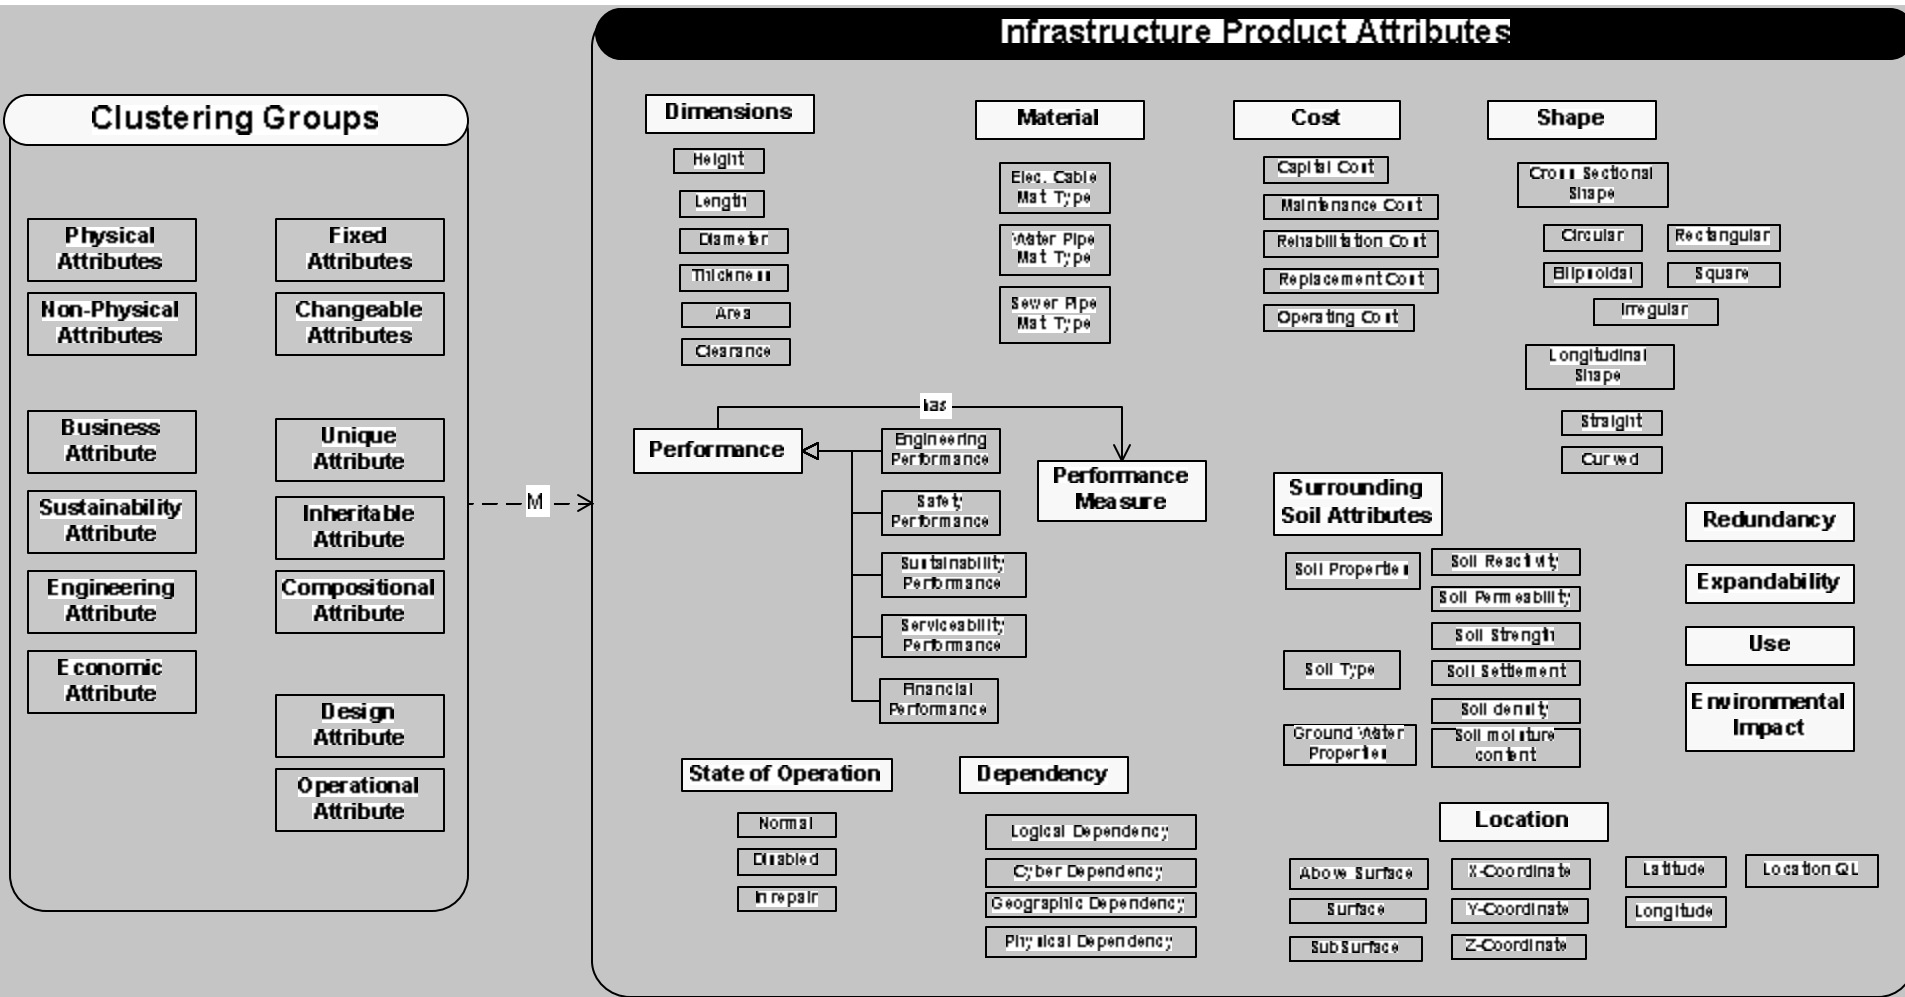 Infrastructure Product Attributes
Clustering Groups
Physical
Attributes
Non-Physical
Attributes
Fixed
Attributes
Changeable
Attributes
Business
Attribute
Sustainability
Attribute
Engineering
Attribute
Economic
Attribute
Unique
Attribute
Inheritable
Attribute
Compositional
Attribute
Design
Attribute
Operational
Attribute
M
Dimensions
Height
Length
Diameter
Thickness
Area
Clearance
Material
Elec. Cable
Mat Type
Water Pipe
Mat Type
Sewer Pipe
Mat Type
Cost
Capital Cost
Maintenance Cost
Rehabilitation Cost
Replacement Cost
Operating Cost
Shape
Cross Sectional
Shape
Circular
Rectangular
Ellipsoidal
Square
Irregular
Longitudinal
Shape
Straight
Curved
has
Performance
Engineering
Performance
Safety
Performance
Sustainability
Performance
Serviceability
Performance
Financial
Performance
Performance
Measure
Surrounding
Soil Attributes
Soil Properties
Soil Type
Ground Water
Properties
Soil Reactivity
Soil Permeability
Soil Strength
Soil Settlement
Soil density
Soil moisture
content
Redundancy
Expandability
Use
Environmental
Impact
State of Operation
Normal
Disabled
In repair
Dependency
Logical Dependency
Cyber Dependency
Geographic Dependency
Physical Dependency
Location
Above Surface
Surface
SubSurface
X-Coordinate
Y-Coordinate
Z-Coordinate
Latitude
Longitude
Location QL